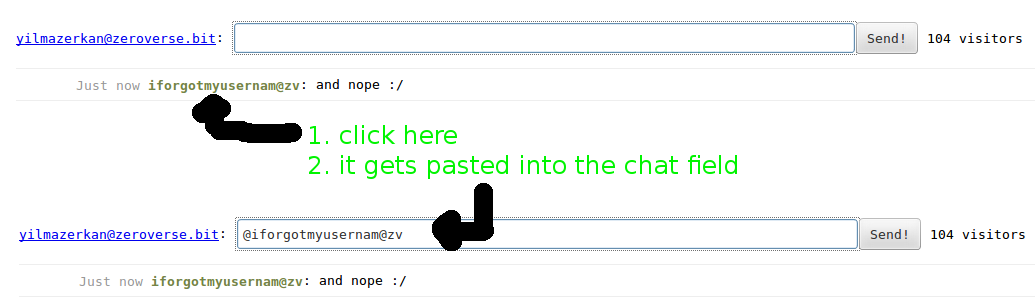 yilmazerkan@zeroverse.bit: Send! 104 visitors
Just now iforgotmyusernam@zv: and nope :/
1. click here
2. it gets pasted into the chat field
yilmazerkan@zeroverse.bit: @iforgotmyusernam@zv Send! 104 visitors
Just now iforgotmyusernam@zv: and nope :/